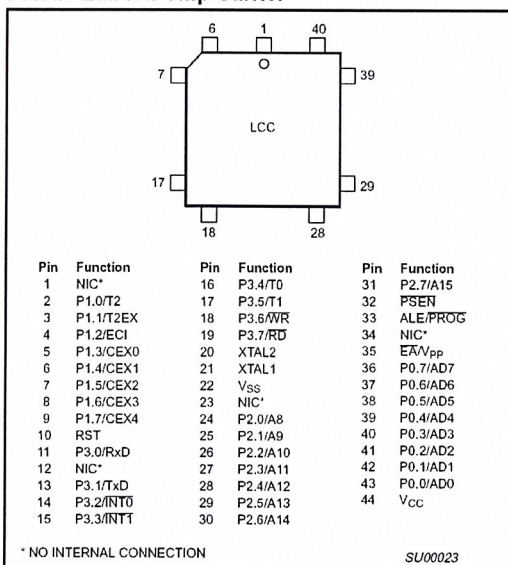 6 1 40
7 39
LCC
17 29
18 28
Pin Function Pin Function Pin Function
1 NIC* 16 P3.4/T0 31 P2.7/A15
2 P1.0/T2 17 P3.5/T1 32 PSEN
3 P1.1/T2EX 18 P3.6/WR 33 ALE/PROG
4 P1.2/ECI 19 P3.7/RD 34 NIC*
5 P1.3/CEX0 20 XTAL2 35 EA/VPP
6 P1.4/CEX1 21 XTAL1 36 P0.7/AD7
7 P1.5/CEX2 22 VSS 37 P0.6/AD6
8 P1.6/CEX3 23 NIC* 38 P0.5/AD5
9 P1.7/CEX4 24 P2.0/A8 39 P0.4/AD4
10 RST 25 P2.1/A9 40 P0.3/AD3
11 P3.0/RxD 26 P2.2/A10 41 P0.2/AD2
12 NIC* 27 P2.3/A11 42 P0.1/AD1
13 P3.1/TxD 28 P2.4/A12 43 P0.0/AD0
14 P3.2/INT0 29 P2.5/A13 44 VCC
15 P3.3/INT1 30 P2.6/A14
* NO INTERNAL CONNECTION
SU00023